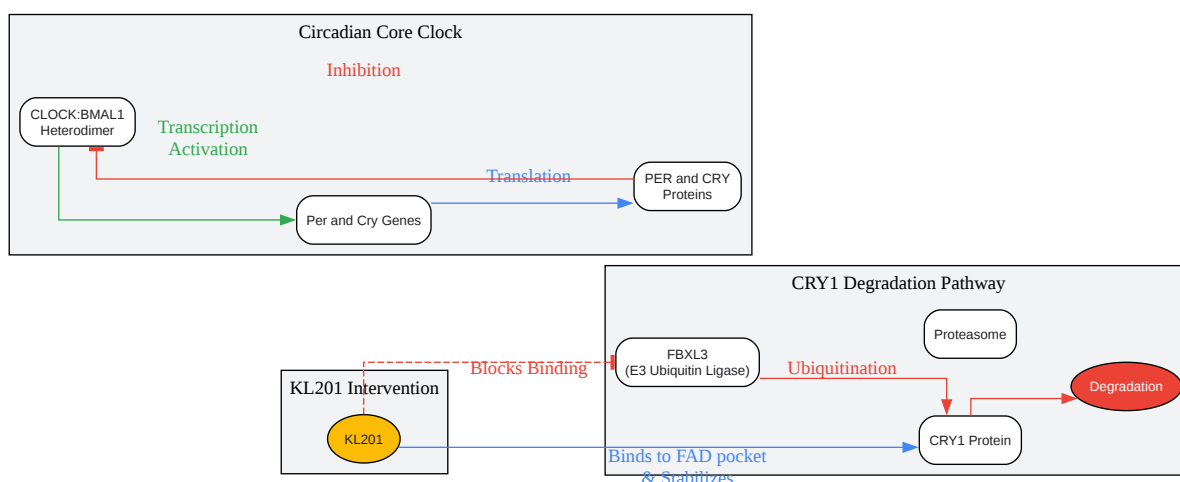 Circadian Core Clock
Inhibition
CLOCK:BMAL1
Heterodimer
Transcription
Activation
Translation
PER and CRY
Proteins
Per and Cry Genes
CRY1 Degradation Pathway
Proteasome
FBXL3
(E3 Ubiquitin Ligase)
Blocks Binding
Ubiquitination
KL201 Intervention
Degradation
KL201
CRY1 Protein
Binds to FAD pocket
& Stabilizes